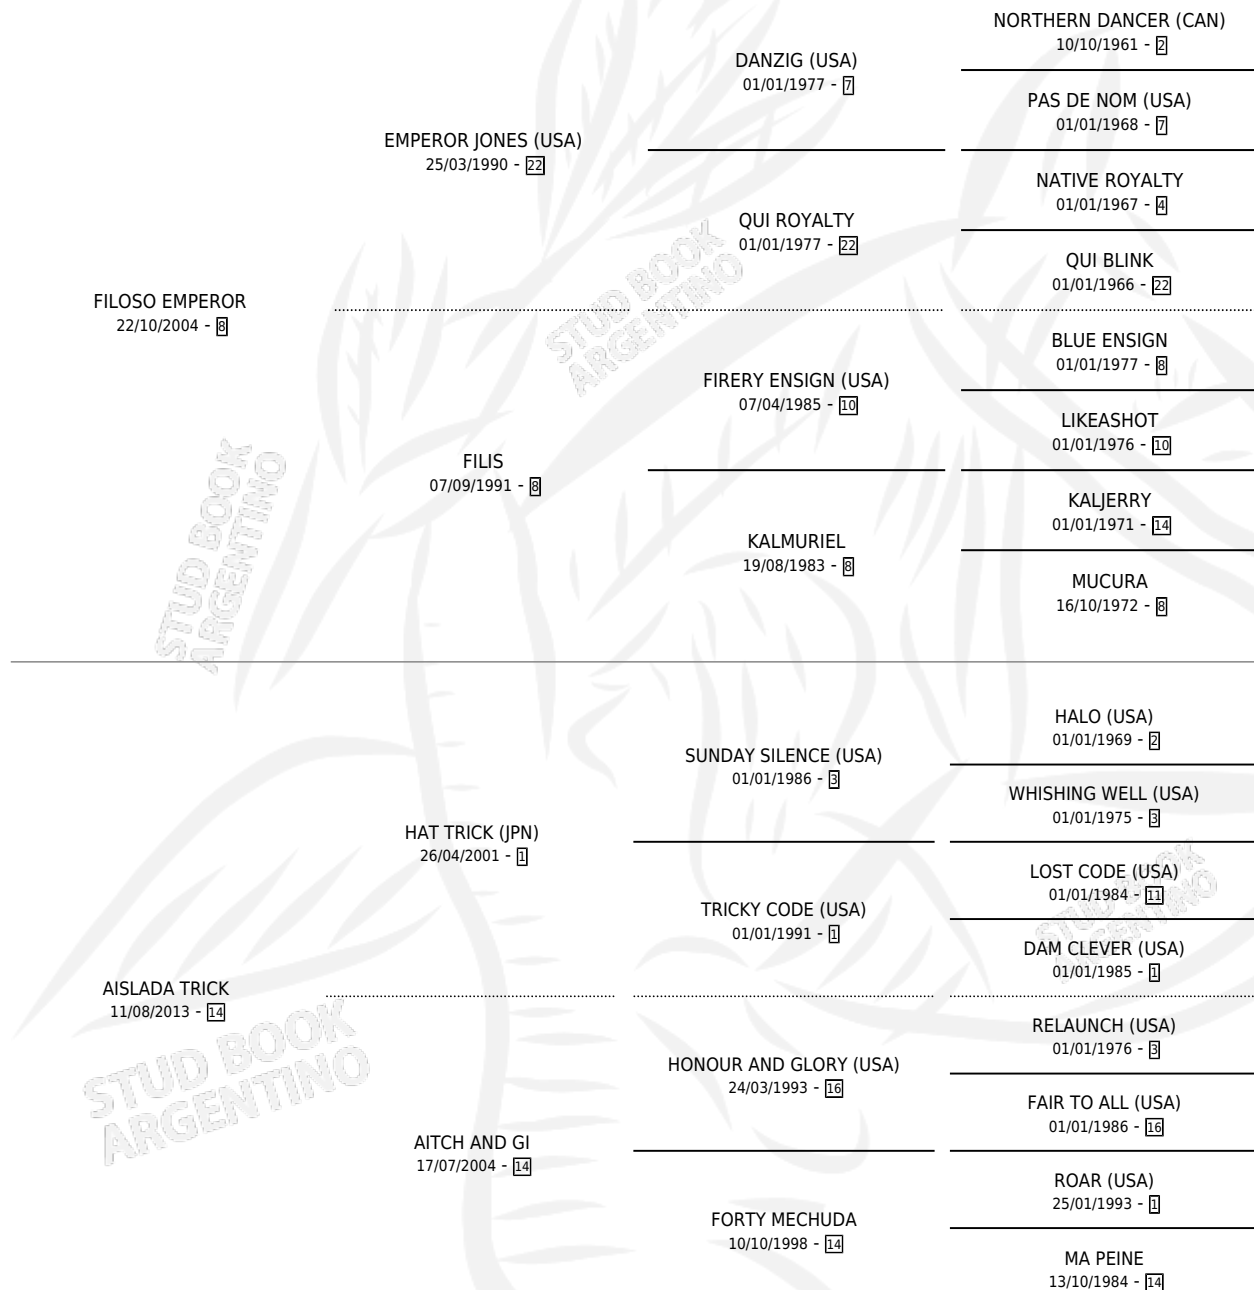 NORTHERN DANCER (CAN)
10/10/1961 - 2
DANZIG (USA)
01/01/1977 - 7
PAS DE NOM (USA)
01/01/1968 - 7
EMPEROR JONES (USA)
25/03/1990 - 22
NATIVE ROYALTY
01/01/1967 - 4
QUI ROYALTY
01/01/1977 - 22
QUI BLINK
01/01/1966 - 22
FILOSO EMPEROR
22/10/2004 - 8
BLUE ENSIGN
01/01/1977 - 8
FIRERY ENSIGN (USA)
07/04/1985 - 10
LIKEASHOT
01/01/1976 - 10
FILIS
07/09/1991 - 8
KALJERRY
01/01/1971 - 14
KALMURIEL
19/08/1983 - 8
MUCURA
16/10/1972 - 8
STUD BOOK
ARGENTINO
STUD BOOK
ARGENTINO
HALO (USA)
01/01/1969 - 2
SUNDAY SILENCE (USA)
01/01/1986 - 3
WHISHING WELL (USA)
01/01/1975 - 3
HAT TRICK (JPN)
26/04/2001 - 1
LOST CODE (USA)
01/01/1984 - 11
TRICKY CODE (USA)
01/01/1991 - 1
DAM CLEVER (USA)
01/01/1985 - 1
STUD BOOK
ARGENTINO
AISLADA TRICK
11/08/2013 - 14
RELAUNCH (USA)
01/01/1976 - 3
HONOUR AND GLORY (USA)
24/03/1993 - 16
FAIR TO ALL (USA)
01/01/1986 - 16
STUD BOOK
ARGENTINO
AITCH AND GI
17/07/2004 - 14
ROAR (USA)
25/01/1993 - 1
FORTY MECHUDA
10/10/1998 - 14
MA PEINE
13/10/1984 - 14